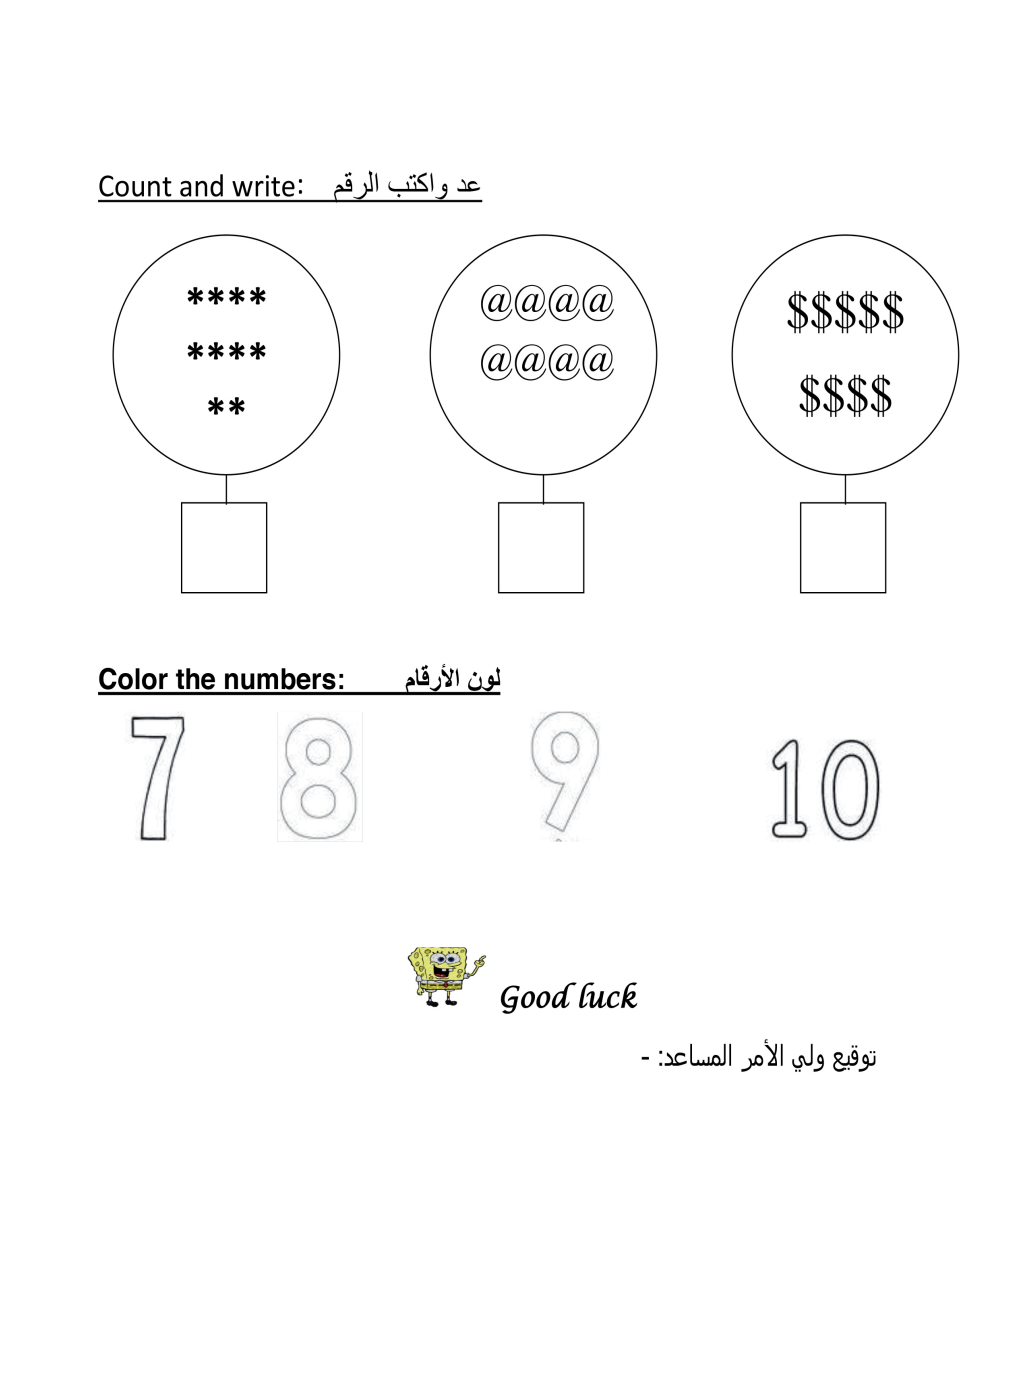 Count and write: عد واكتب الرقم
**** @@@@ $$$$$
**** @@@@ $$$$
**
Color the numbers: لون الأرقام
7 8 9 10
Good luck
توقيع ولي الأمر المساعد: -